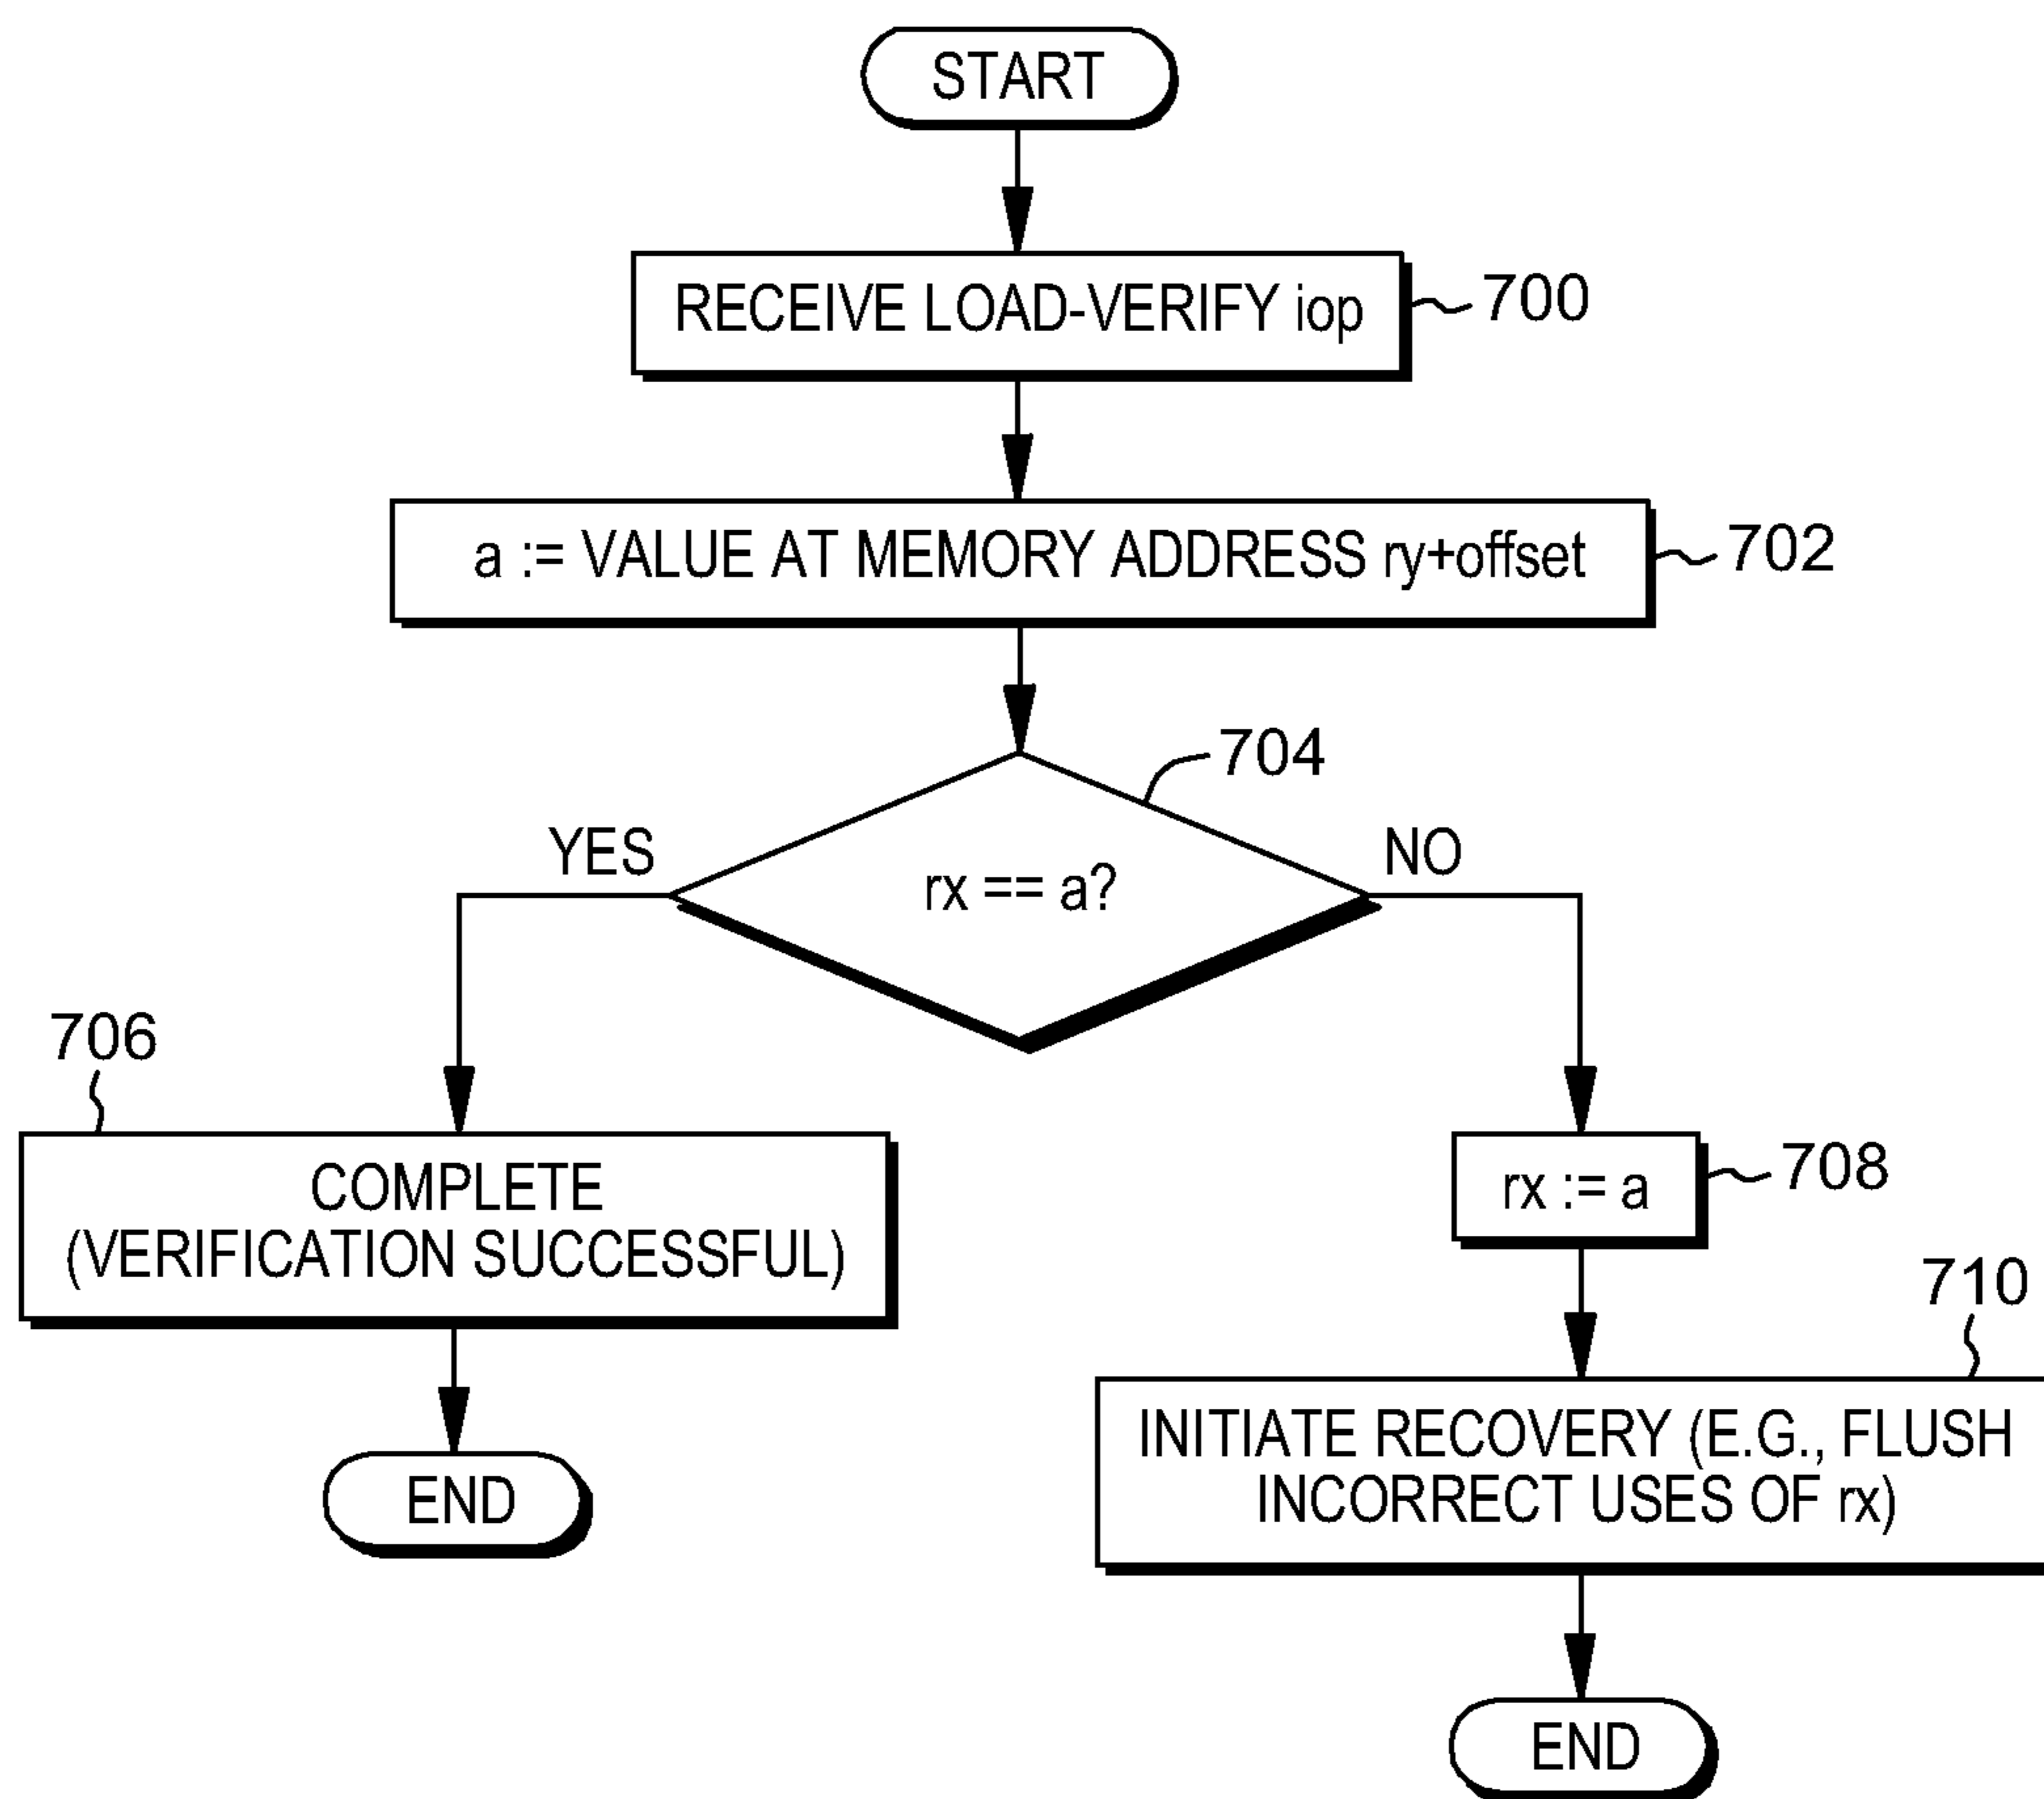 START
RECEIVE LOAD-VERIFY iop
700
a := VALUE AT MEMORY ADDRESS ry+offset
702
704
YES
rx == a?
NO
706
COMPLETE
(VERIFICATION SUCCESSFUL)
rx := a
708
710
INITIATE RECOVERY (E.G., FLUSH
INCORRECT USES OF rx)
END
END